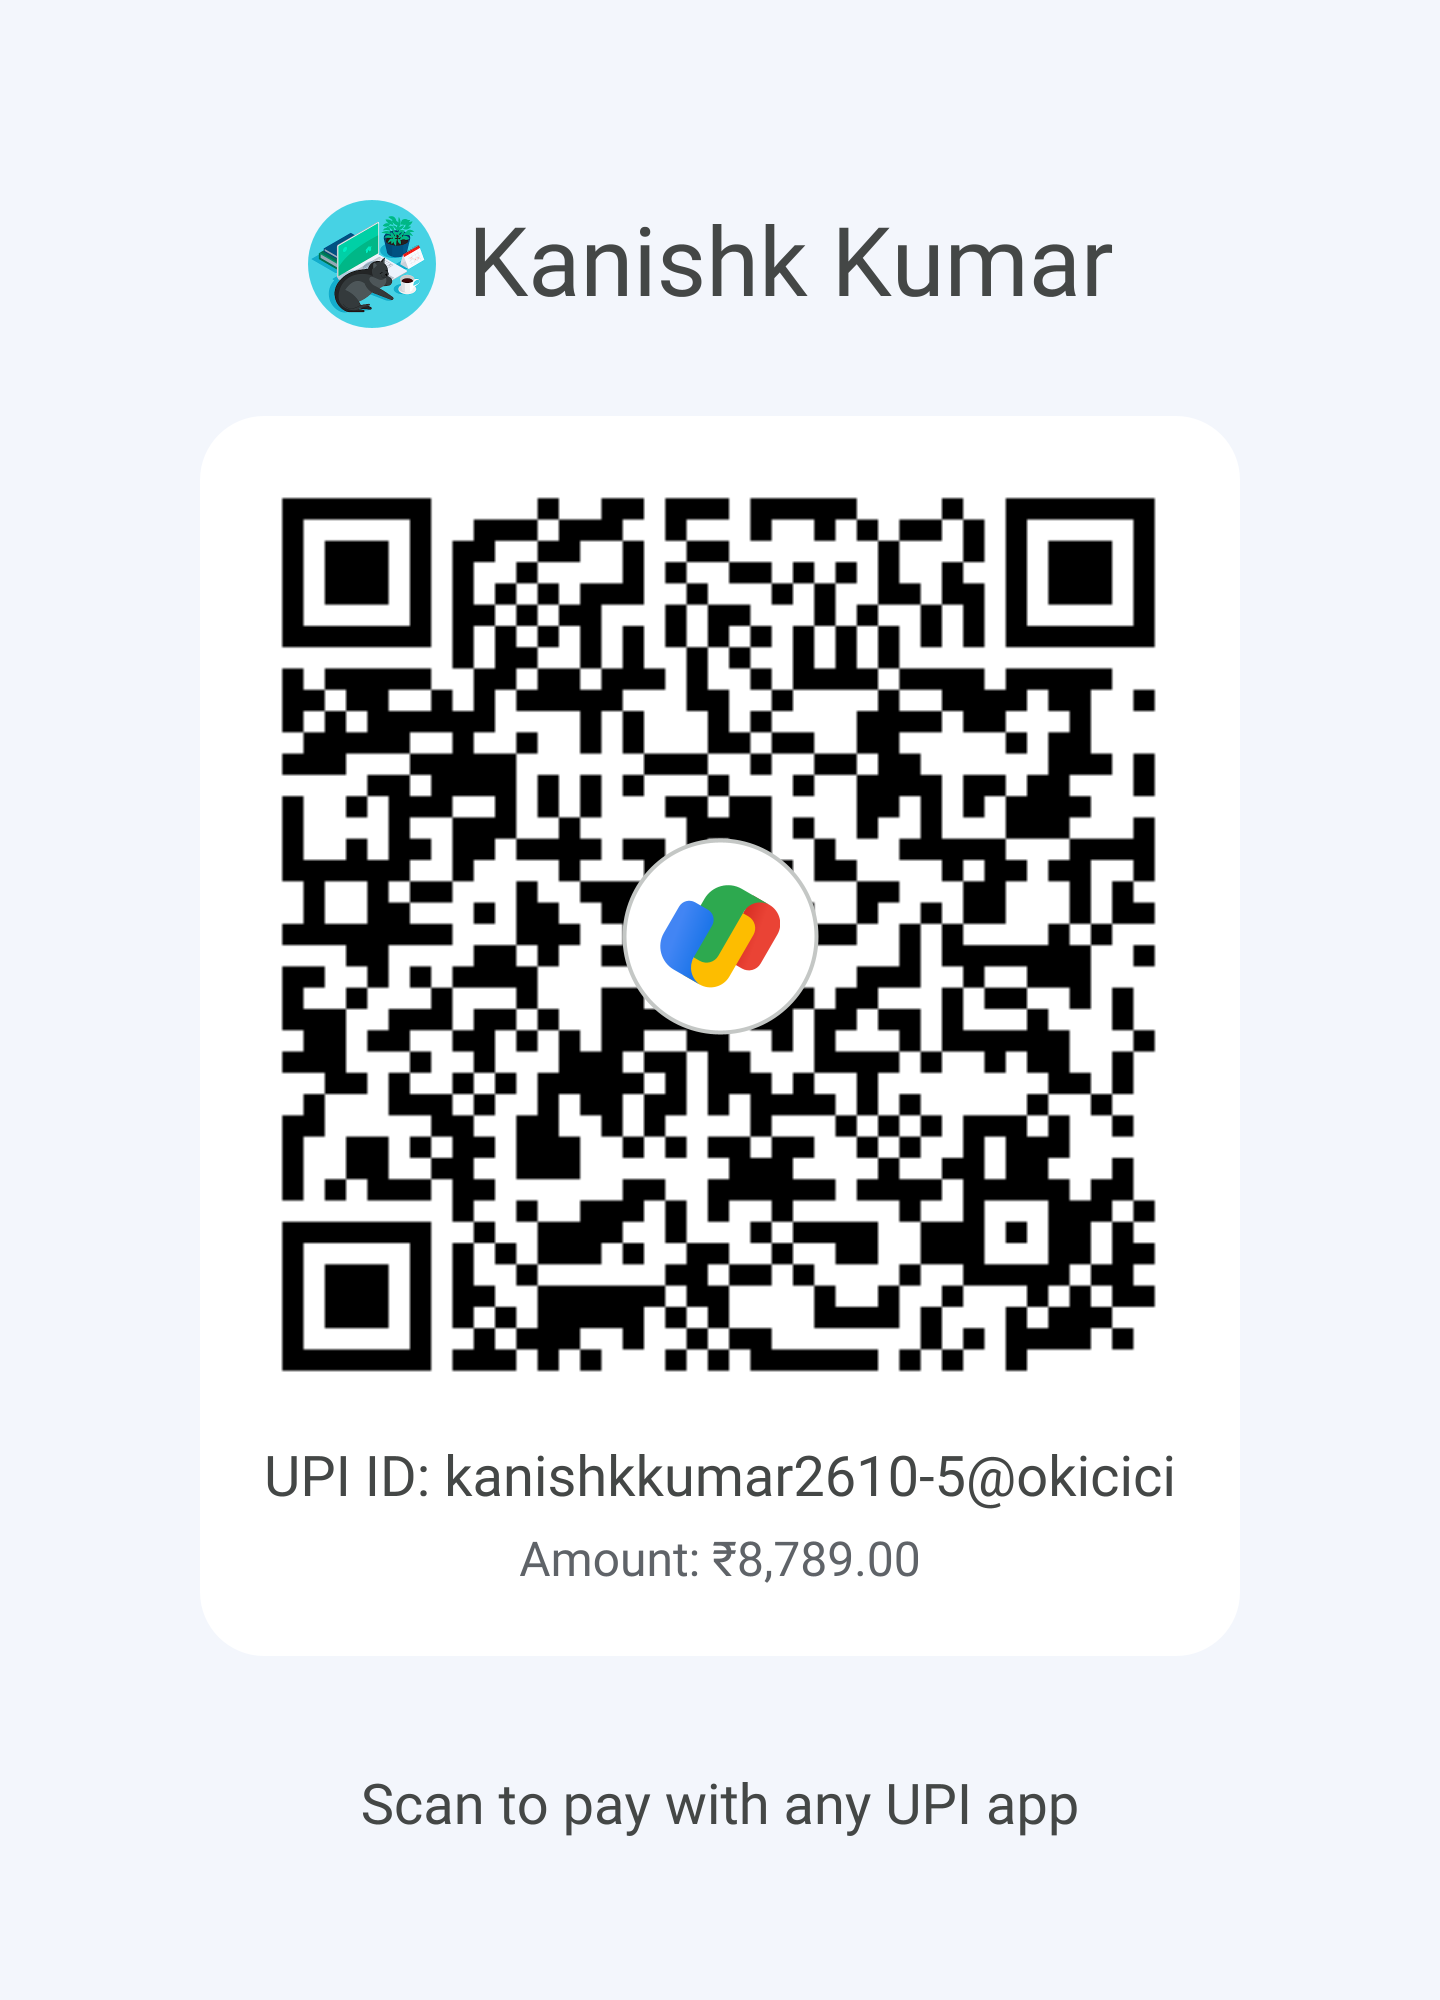 Kanishk Kumar
UPI ID: kanishkkumar2610-5@okicici
Amount: ₹8,789.00
Scan to pay with any UPI app